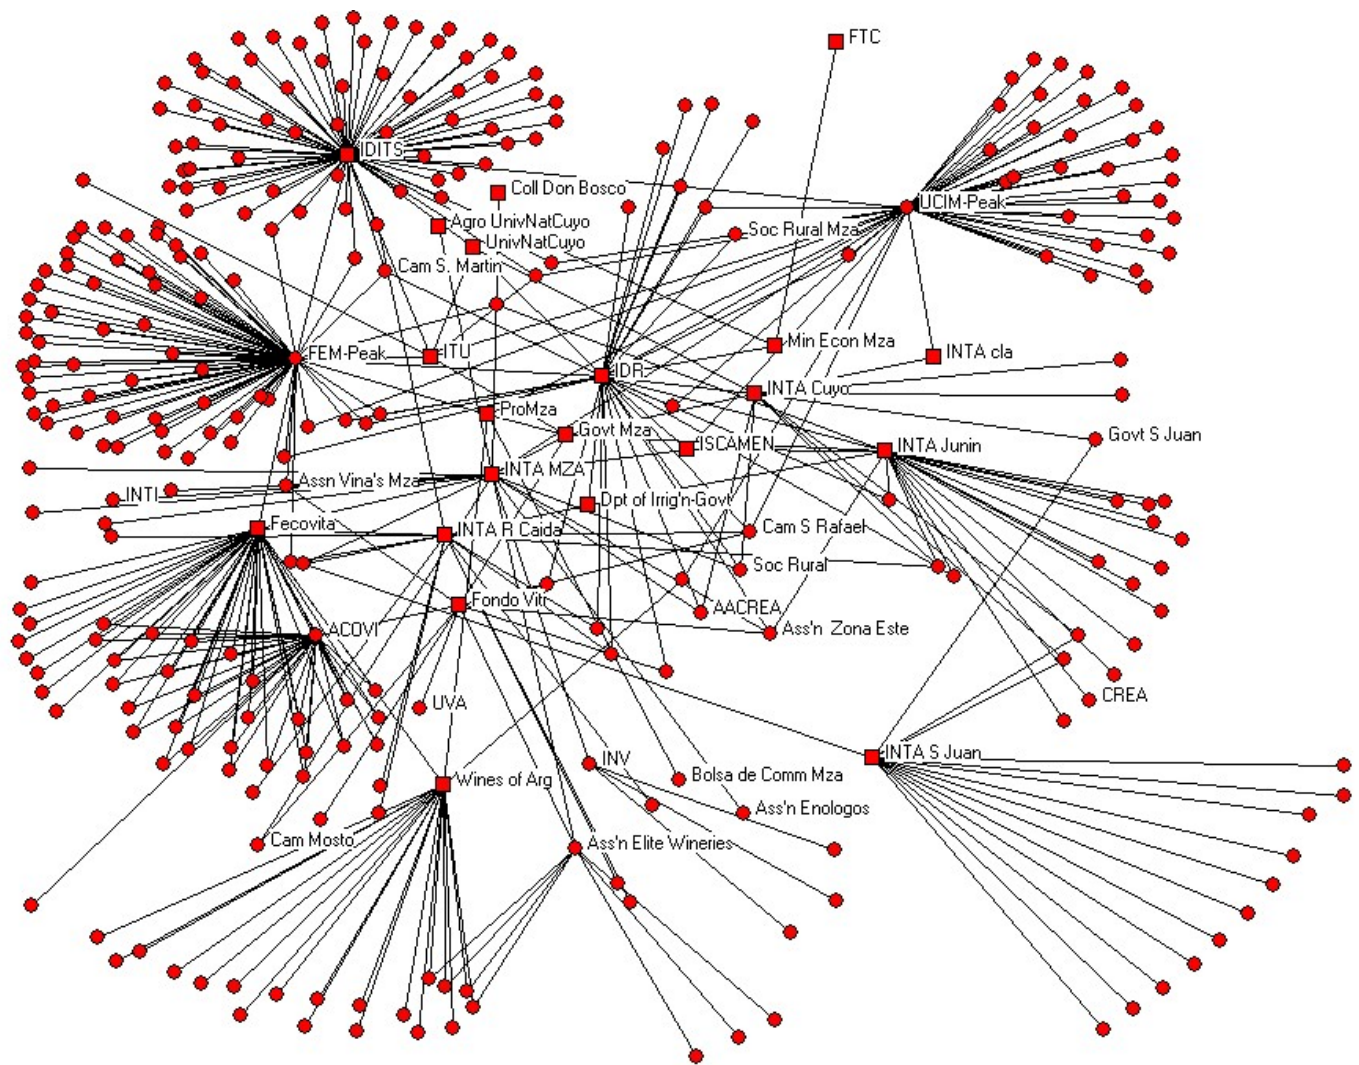 FTC
IDITS
Coll Don Bosco
UCIM-Peak
Agro UnivNatCuyo
Soc Rural Mza
UnivNatCuyo
Cam S. Martin
Min Econ Mza
FEM-Peak
ITU
INTA cla
IDR
INTA Cuyo
ProMza
Govt Mza
Govt S Juan
ISCAMEN
INTA Junin
INTA MZA
Assn Vina's Mza
INTI
Dpt of Irrig'n-Govt
Fecovita
INTA R Caida
Cam S Rafael
Soc Rural
Fondo Viti
AACREA
ACOVI
Ass'n Zona Este
CREA
UVA
INTA S Juan
INV
Wines of Arg
Bolsa de Comm Mza
Ass'n Enologos
Cam Mosto
Ass'n Elite Wineries